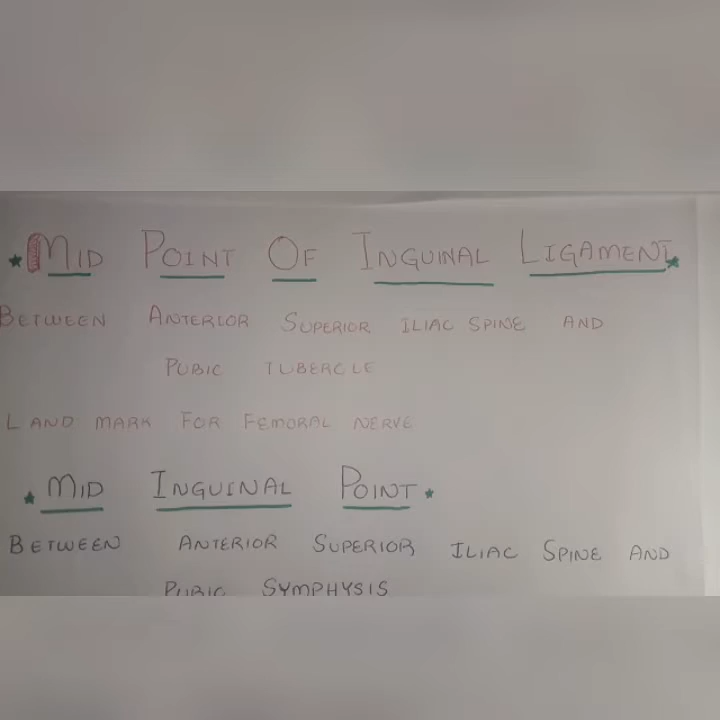 MID POINT OF INGUINAL LIGAMENT
BETWEEN ANTERIOR SUPERIOR ILIAC SPINE AND
PUBIC TUBERCLE
LAND MARK FOR FEMORAL NERVE
MID INGUINAL POINT
BETWEEN ANTERIOR SUPERIOR ILIAC SPINE AND
PUBIC SYMPHYSIS